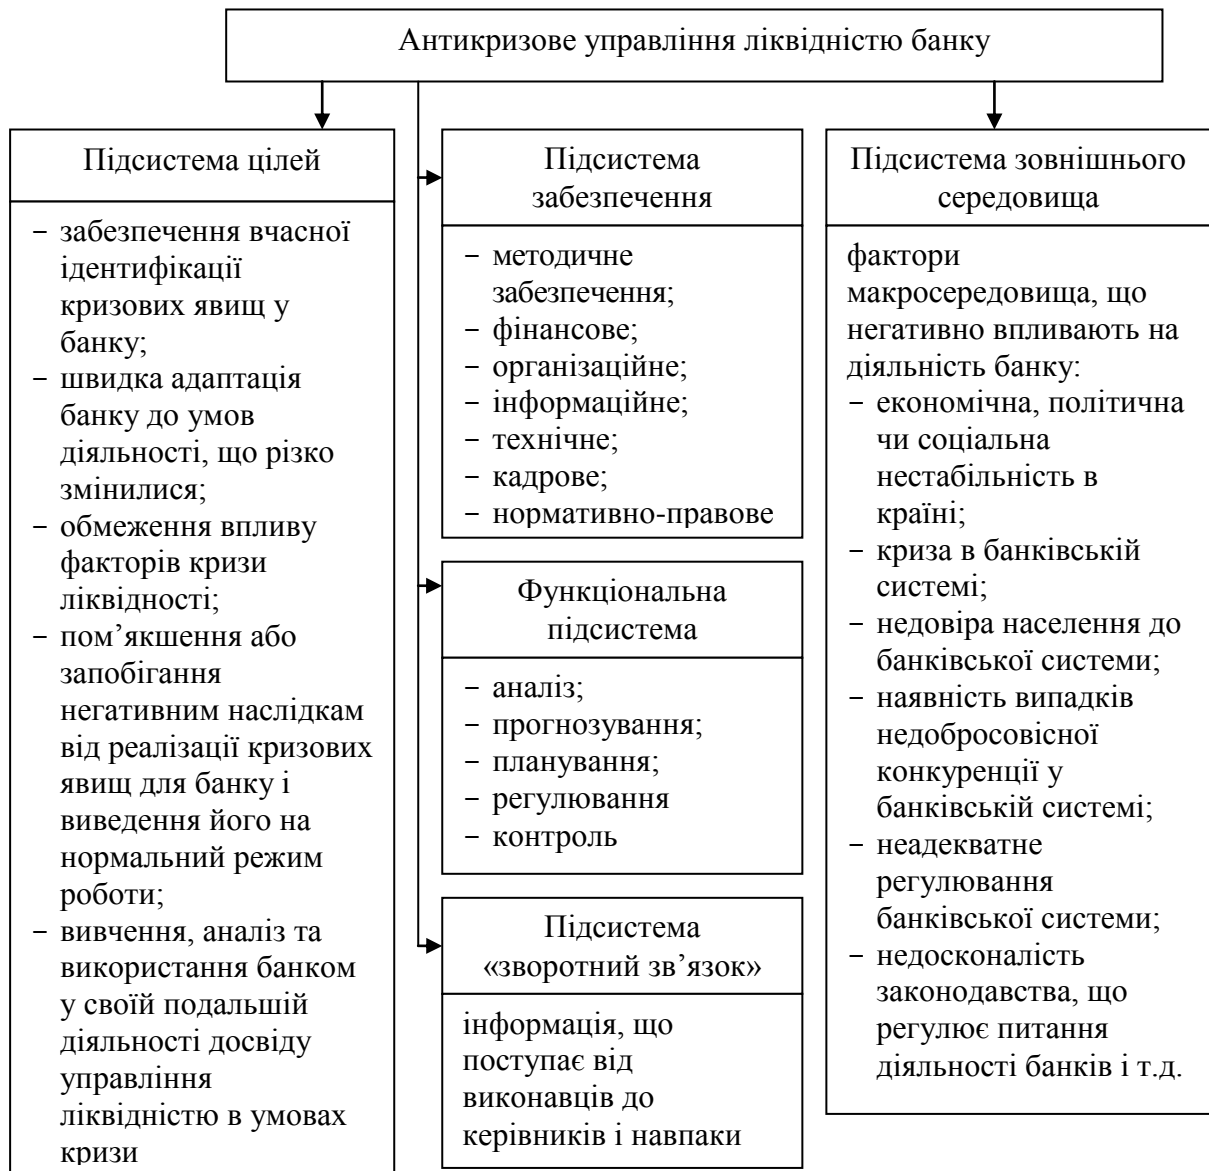 Антикризове управління ліквідністю банку
Підсистема цілей
− забезпечення вчасної
ідентифікації
кризових явищ у
банку;
− швидка адаптація
банку до умов
діяльності, що різко
змінилися;
− обмеження впливу
факторів кризи
ліквідності;
− пом’якшення або
запобігання
негативним наслідкам
від реалізації кризових
явищ для банку і
виведення його на
нормальний режим
роботи;
− вивчення, аналіз та
використання банком
у своїй подальшій
діяльності досвіду
управління
ліквідністю в умовах
кризи
Підсистема
забезпечення
− методичне
забезпечення;
− фінансове;
− організаційне;
− інформаційне;
− технічне;
− кадрове;
− нормативно-правове
Функціональна
підсистема
− аналіз;
− прогнозування;
− планування;
− регулювання
− контроль
Підсистема
«зворотний зв’язок»
інформація, що
поступає від
виконавців до
керівників і навпаки
Підсистема зовнішнього
середовища
фактори
макросередовища, що
негативно впливають на
діяльність банку:
− економічна, політична
чи соціальна
нестабільність в
країні;
− криза в банківській
системі;
− недовіра населення до
банківської системи;
− наявність випадків
недобросовісної
конкуренції у
банківській системі;
− неадекватне
регулювання
банківської системи;
− недосконалість
законодавства, що
регулює питання
діяльності банків і т.д.